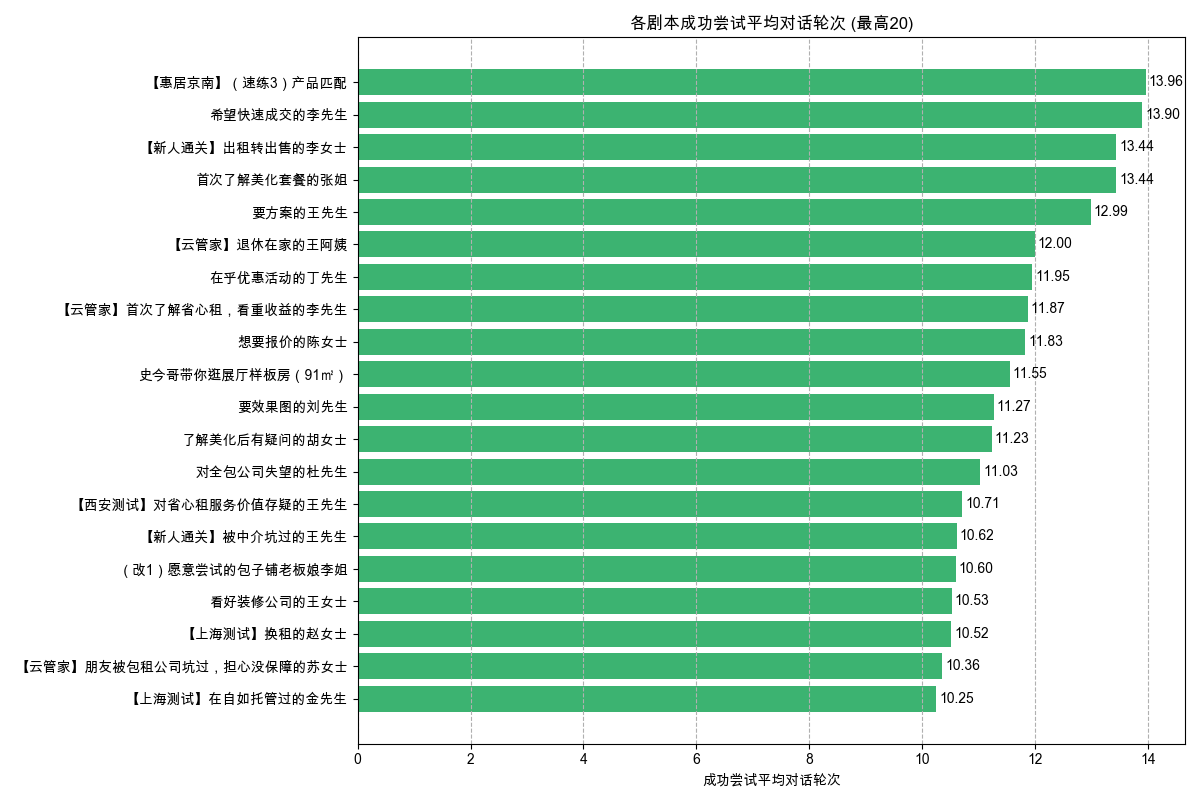 各剧本成功尝试平均对话轮次 (最高20)
【惠居京南】（速练3）产品匹配 13.96
希望快速成交的李先生 13.90
【新人通关】出租转出售的李女士 13.44
首次了解美化套餐的张姐 13.44
要方案的王先生 12.99
【云管家】退休在家的王阿姨 12.00
在乎优惠活动的丁先生 11.95
【云管家】首次了解省心租，看重收益的李先生 11.87
想要报价的陈女士 11.83
史今哥带你逛展厅样板房（91㎡） 11.55
要效果图的刘先生 11.27
了解美化后有疑问的胡女士 11.23
对全包公司失望的杜先生 11.03
【西安测试】对省心租服务价值存疑的王先生 10.71
【新人通关】被中介坑过的王先生 10.62
（改1）愿意尝试的包子铺老板娘李姐 10.60
看好装修公司的王女士 10.53
【上海测试】换租的赵女士 10.52
【云管家】朋友被包租公司坑过，担心没保障的苏女士 10.36
【上海测试】在自如托管过的金先生 10.25
0 2 4 6 8 10 12 14
成功尝试平均对话轮次